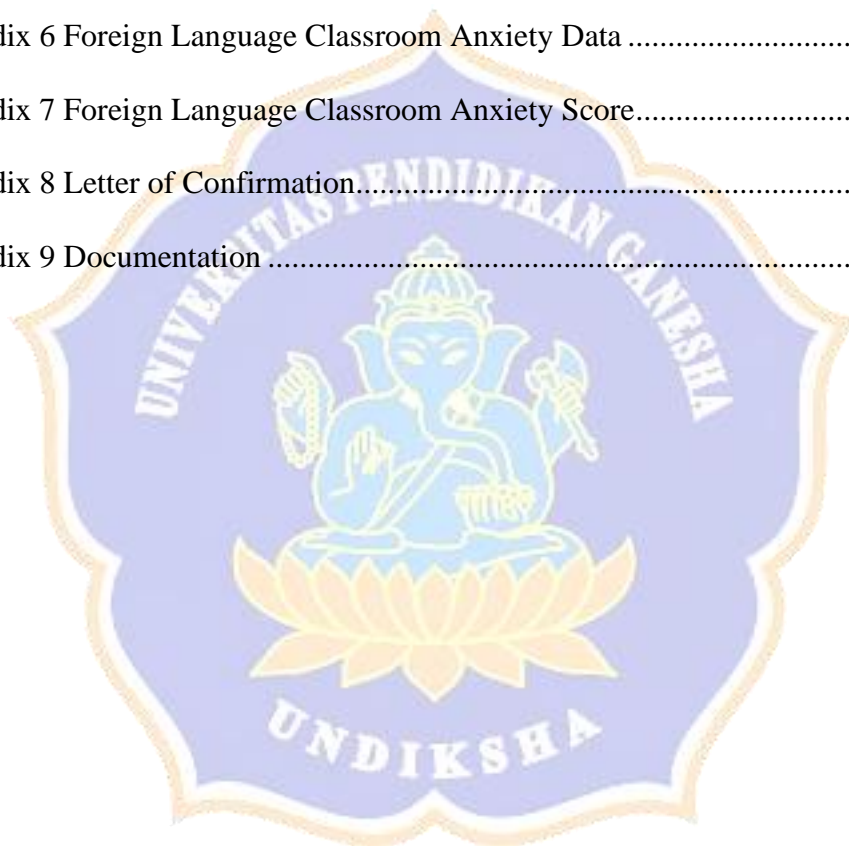 dix 6 Foreign Language Classroom Anxiety Data ............................
dix 7 Foreign Language Classroom Anxiety Score...........................
dix 8 Letter of Confirmation...............................................................
dix 9 Documentation ..........................................................................
UNIVERSITAS PENDIDIKAN GANESHA
UNDIKSHA